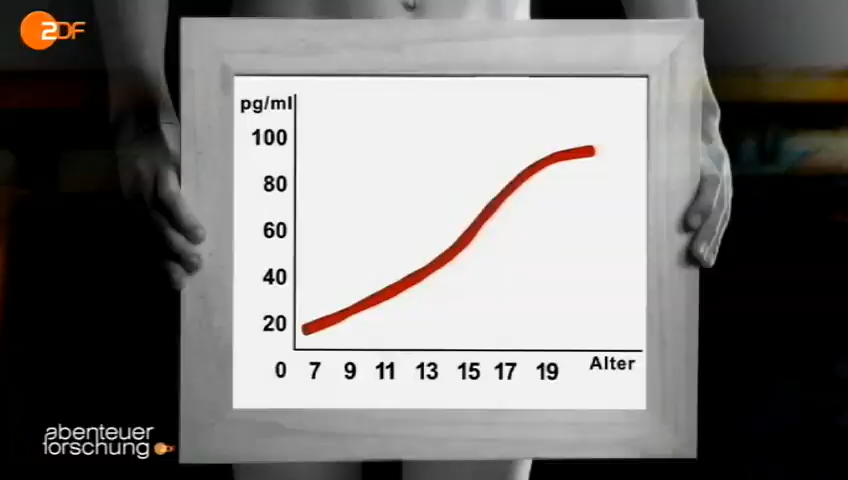 ZDF
pg/ml
100
80
60
40
20
0 7 9 11 13 15 17 19 Alter
abenteuer
forschung